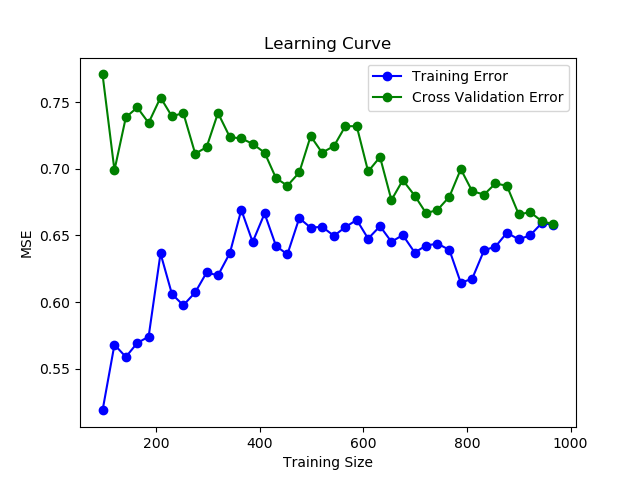 Learning Curve
Training Error
Cross Validation Error
0.75
0.70
0.65
0.60
0.55
MSE
200 400 600 800 1000
Training Size